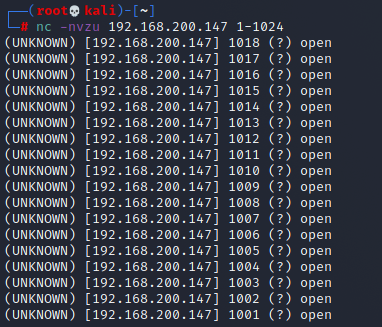 ┌──(root💀kali)-[~]
└─# nc -nvzu 192.168.200.147 1-1024
(UNKNOWN) [192.168.200.147] 1018 (?) open
(UNKNOWN) [192.168.200.147] 1017 (?) open
(UNKNOWN) [192.168.200.147] 1016 (?) open
(UNKNOWN) [192.168.200.147] 1015 (?) open
(UNKNOWN) [192.168.200.147] 1014 (?) open
(UNKNOWN) [192.168.200.147] 1013 (?) open
(UNKNOWN) [192.168.200.147] 1012 (?) open
(UNKNOWN) [192.168.200.147] 1011 (?) open
(UNKNOWN) [192.168.200.147] 1010 (?) open
(UNKNOWN) [192.168.200.147] 1009 (?) open
(UNKNOWN) [192.168.200.147] 1008 (?) open
(UNKNOWN) [192.168.200.147] 1007 (?) open
(UNKNOWN) [192.168.200.147] 1006 (?) open
(UNKNOWN) [192.168.200.147] 1005 (?) open
(UNKNOWN) [192.168.200.147] 1004 (?) open
(UNKNOWN) [192.168.200.147] 1003 (?) open
(UNKNOWN) [192.168.200.147] 1002 (?) open
(UNKNOWN) [192.168.200.147] 1001 (?) open